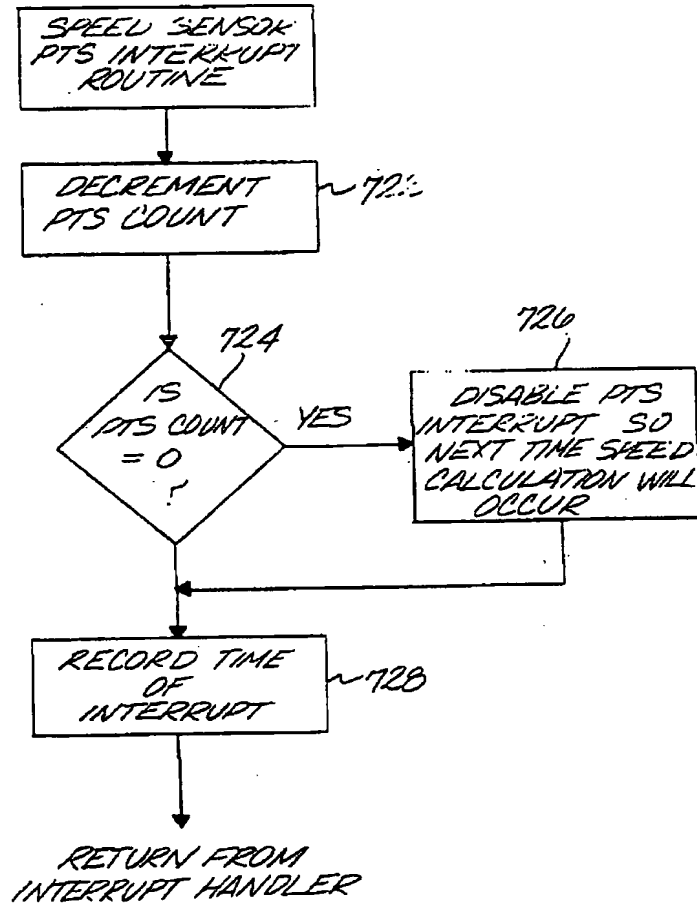 SPEED SENSOR
PTS INTERRUPT
ROUTINE
DECREMENT
PTS COUNT
724
IS
PTS COUNT
= 0
?
YES
726
DISABLE PTS
INTERRUPT SO
NEXT TIME SPEED
CALCULATION WILL
OCCUR
RECORD TIME
OF
INTERRUPT
728
RETURN FROM
INTERRUPT HANDLER